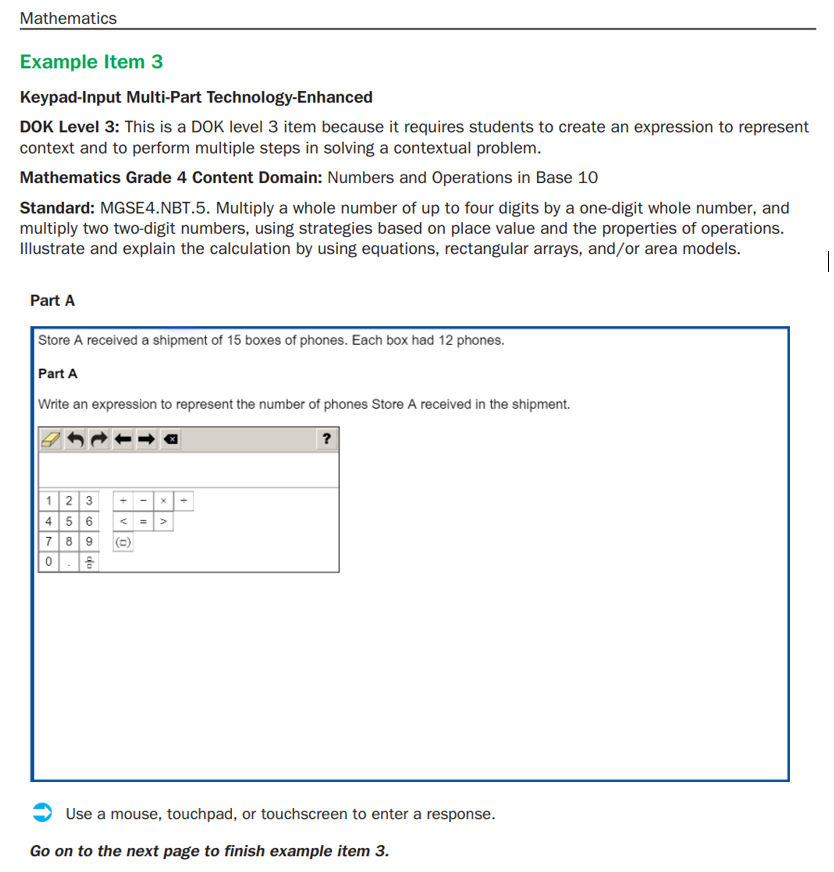 Mathematics
Example Item 3
Keypad-Input Multi-Part Technology-Enhanced
DOK Level 3: This is a DOK level 3 item because it requires students to create an expression to represent
context and to perform multiple steps in solving a contextual problem.
Mathematics Grade 4 Content Domain: Numbers and Operations in Base 10
Standard: MGSE4.NBT.5. Multiply a whole number of up to four digits by a one-digit whole number, and
multiply two two-digit numbers, using strategies based on place value and the properties of operations.
Illustrate and explain the calculation by using equations, rectangular arrays, and/or area models.
Part A
Store A received a shipment of 15 boxes of phones. Each box had 12 phones.
Part A
Write an expression to represent the number of phones Store A received in the shipment.
?
1 2 3 + − × ÷
4 5 6 < = >
7 8 9 (□)
0 .
Use a mouse, touchpad, or touchscreen to enter a response.
Go on to the next page to finish example item 3.